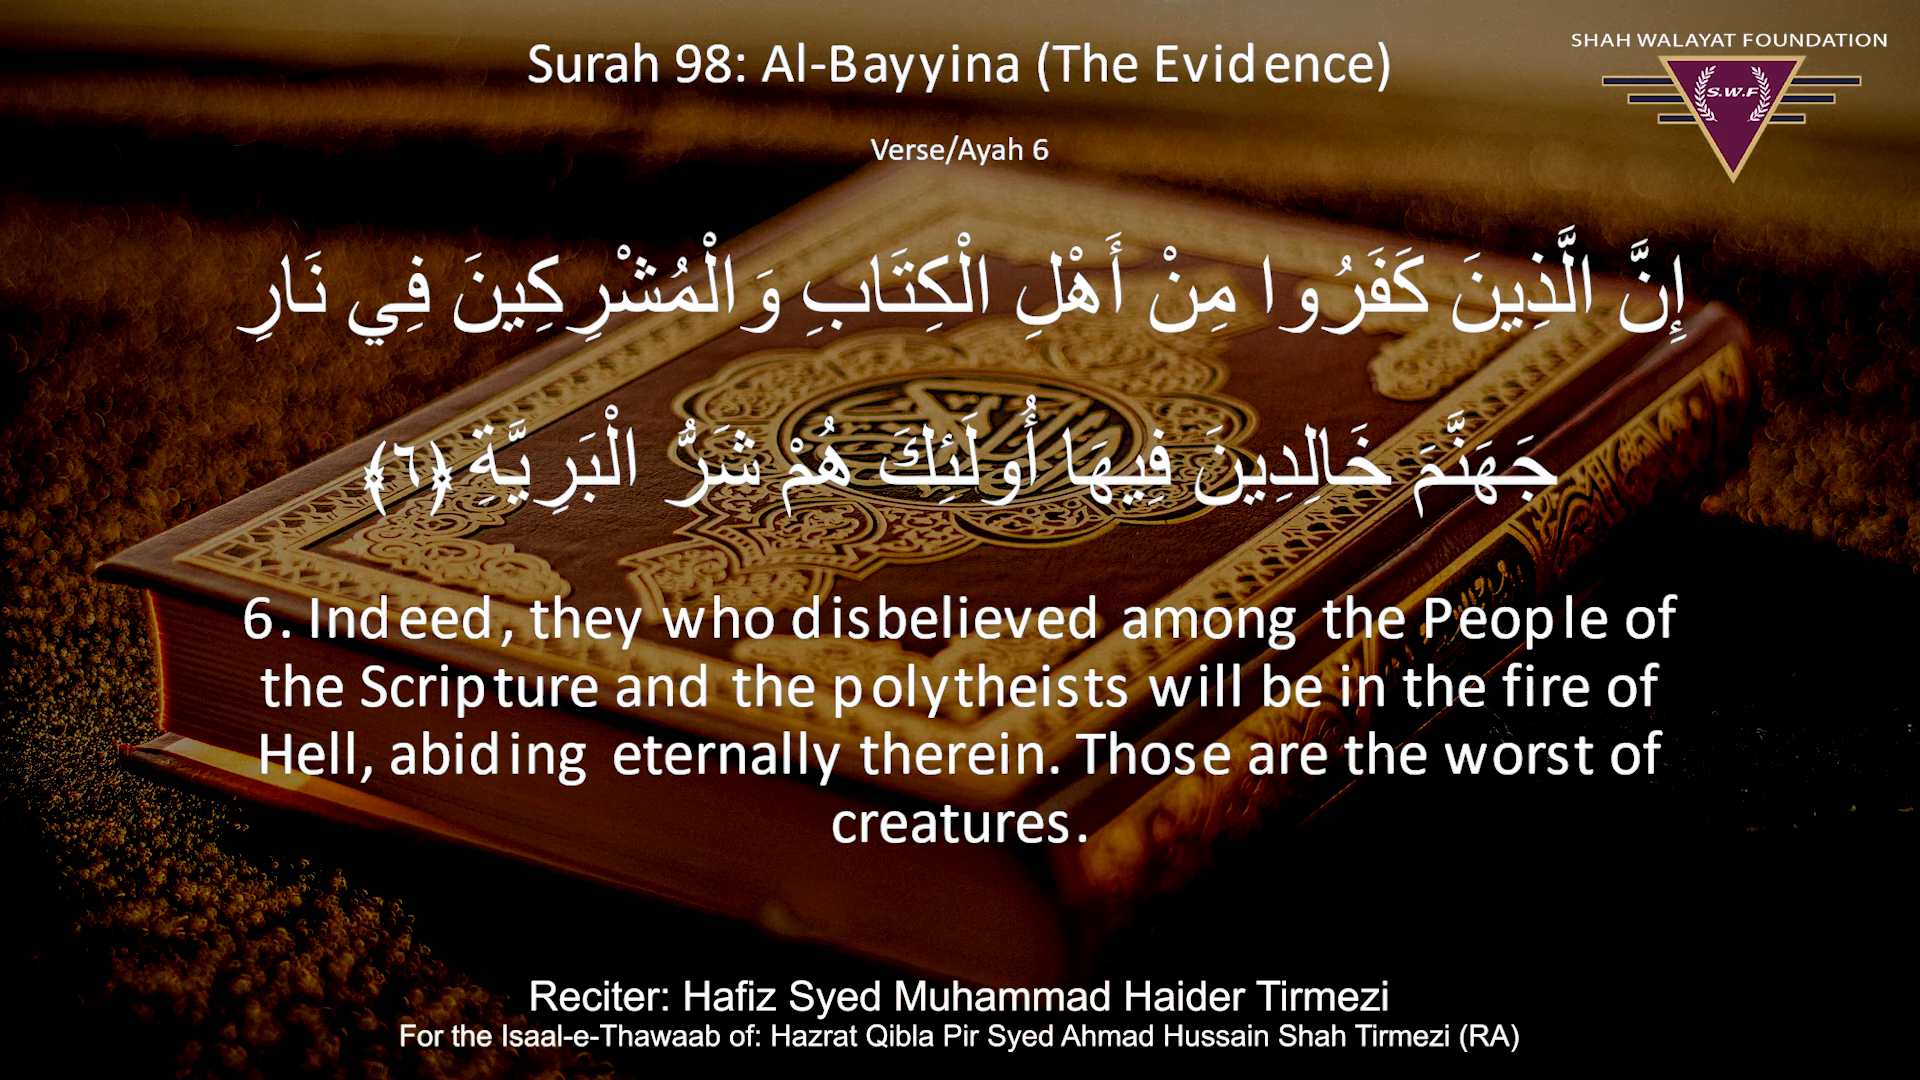 SHAH WALAYAT FOUNDATION
S.W.F
Surah 98: Al-Bayyina (The Evidence)
Verse/Ayah 6
إِنَّ الَّذِينَ كَفَرُوا مِنْ أَهْلِ الْكِتَابِ وَالْمُشْرِكِينَ فِي نَارِ
جَهَنَّمَ خَالِدِينَ فِيهَا أُولَئِكَ هُمْ شَرُّ الْبَرِيَّةِ ﴿٦﴾
6. Indeed, they who disbelieved among the People of
the Scripture and the polytheists will be in the fire of
Hell, abiding eternally therein. Those are the worst of
creatures.
Reciter: Hafiz Syed Muhammad Haider Tirmezi
For the Isaal-e-Thawaab of: Hazrat Qibla Pir Syed Ahmad Hussain Shah Tirmezi (RA)